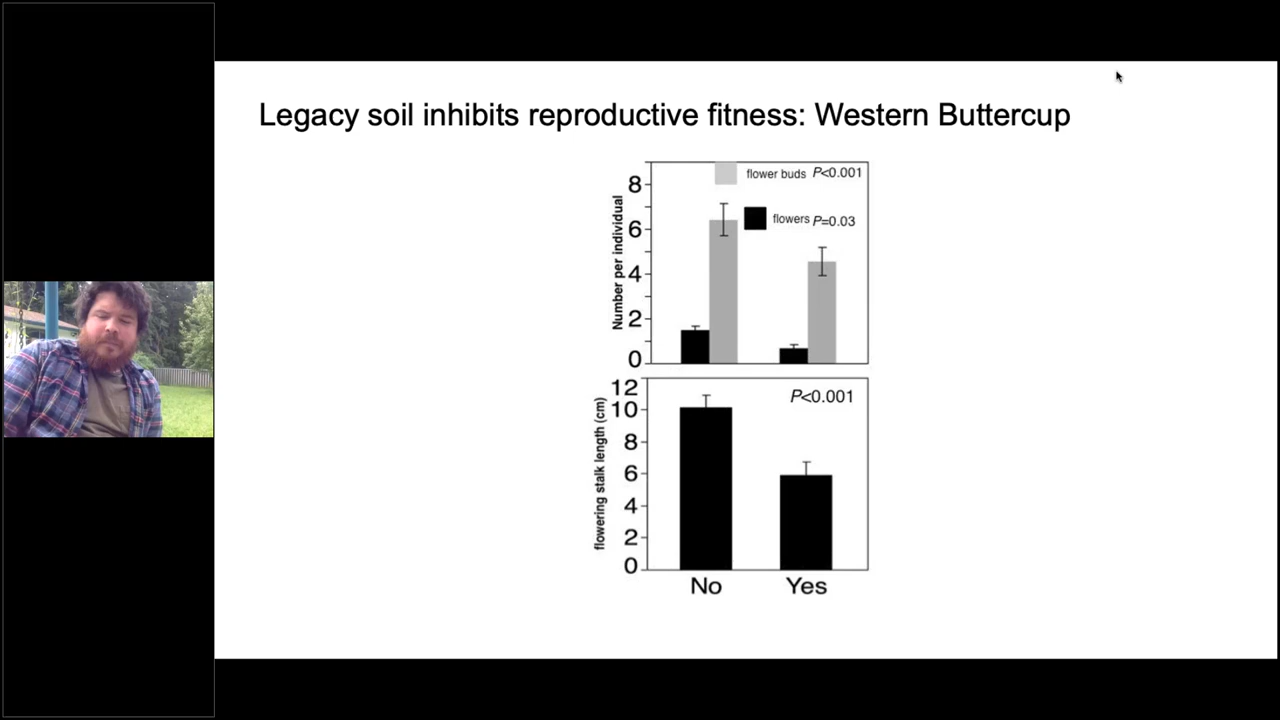 Legacy soil inhibits reproductive fitness: Western Buttercup
Number per individual
8
6
4
2
0
flower buds P<0.001
flowers P=0.03
flowering stalk length (cm)
12
10
8
6
4
2
0
P<0.001
No Yes